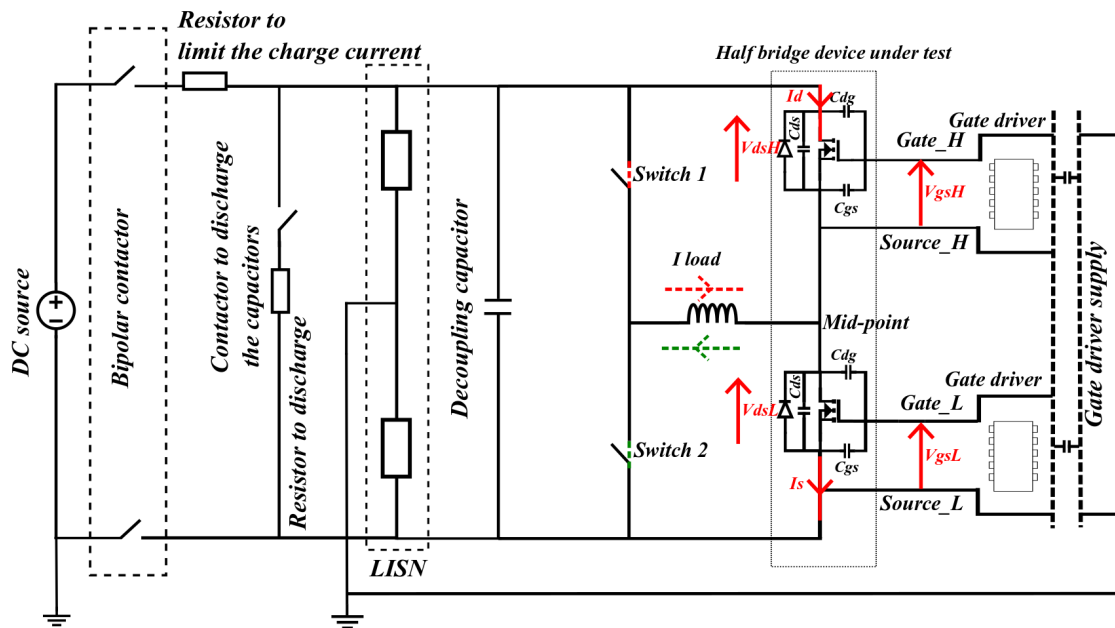 Resistor to
limit the charge current
Half bridge device under test
DC source
Bipolar contactor
Contactor to discharge
the capacitors
Resistor to discharge
LISN
Decoupling capacitor
Switch 1
Switch 2
I load
Mid-point
Id
VdsH
Cds
Cdg
Cgs
Gate driver
Gate_H
VgsH
Source_H
VdsL
Cds
Cdg
Cgs
Is
Gate driver
Gate_L
VgsL
Source_L
Gate driver supply